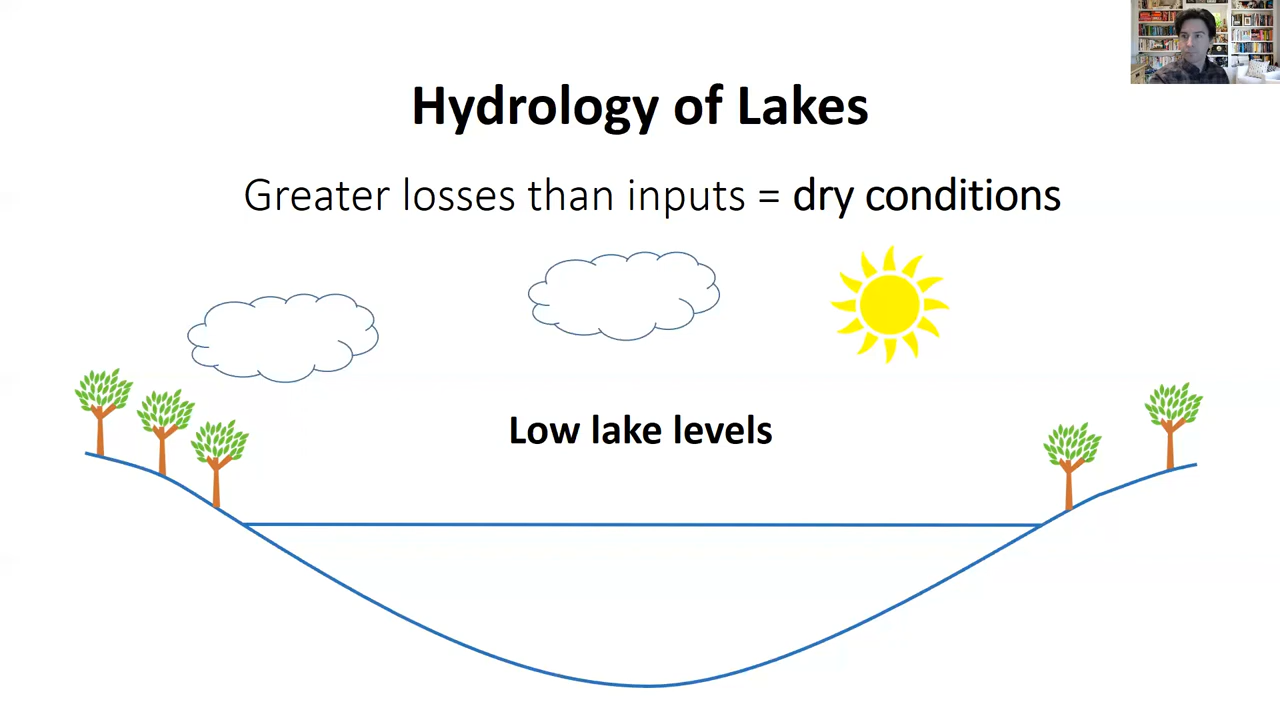 Hydrology of Lakes
Greater losses than inputs = dry conditions
Low lake levels